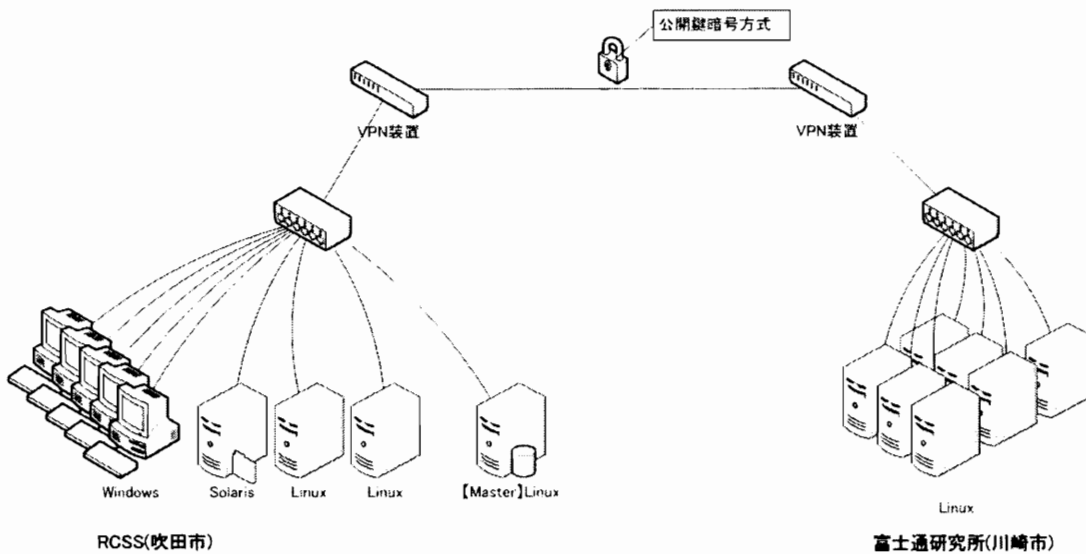 公開鍵暗号方式
VPN装置
VPN装置
Windows
Solaris
Linux
Linux
【Master】Linux
Linux
RCSS(吹田市)
富士通研究所(川崎市)